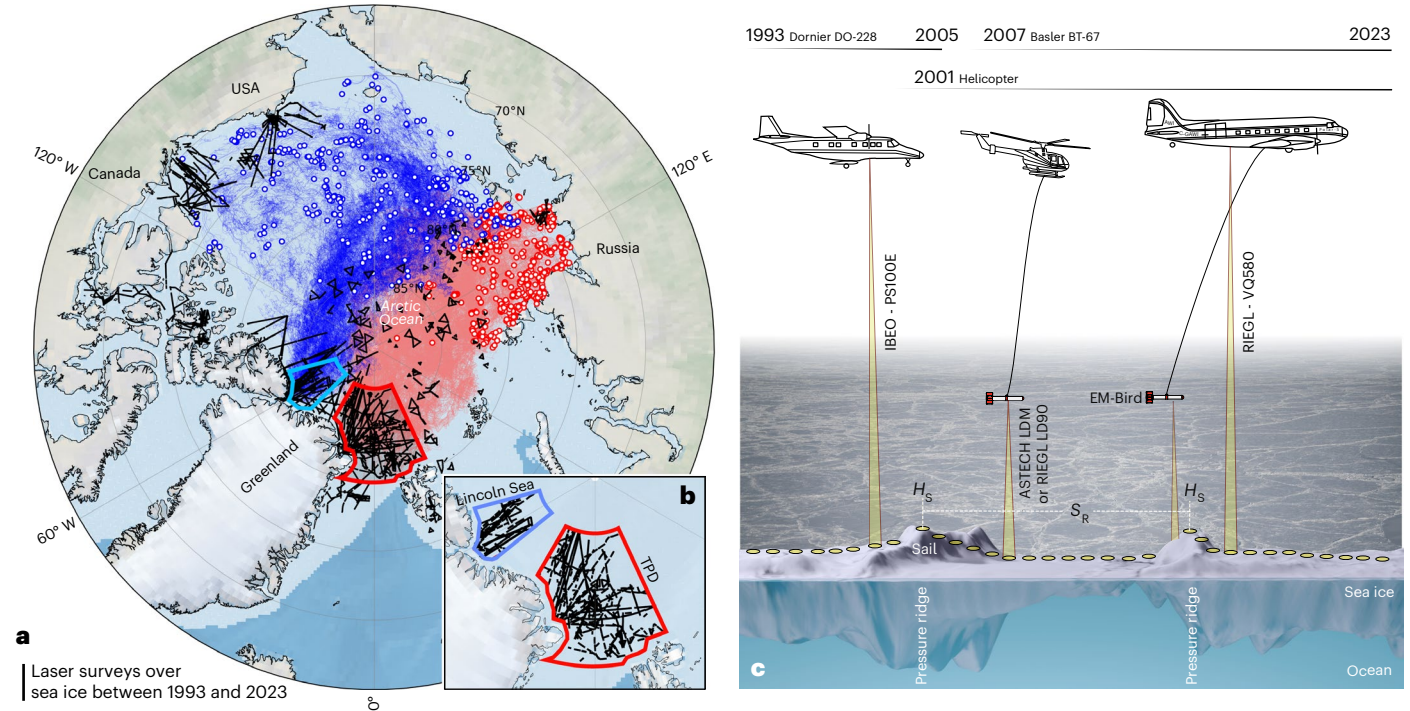 USA
70°N
120° W
Canada
75°N
120° E
80°N
Russia
85°N
Arctic
Ocean
Greenland
60° W
0°
a
Laser surveys over
sea ice between 1993 and 2023
b
Lincoln Sea
TPD
1993 Dornier DO-228 2005 2007 Basler BT-67 2023
2001 Helicopter
IBEO - PS100E
RIEGL - VQ580
EM-Bird
ASTECH LDM
or RIEGL LD90
HS
SR
HS
Sail
Pressure ridge
Pressure ridge
Sea ice
Ocean
c